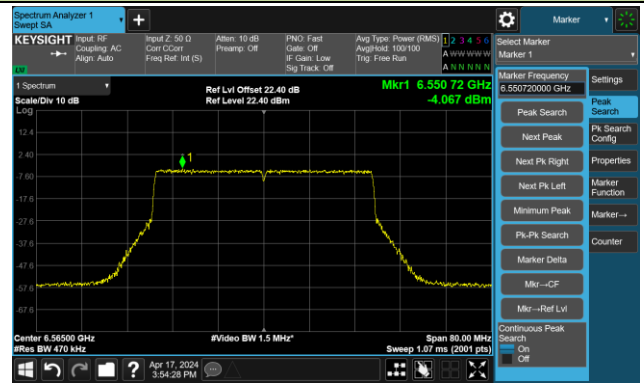 Spectrum Analyzer 1
Swept SA
+
Marker
KEYSIGHT
Input: RF
Coupling: AC
Align: Auto
Input Z: 50 Ω
Corr CCorr
Freq Ref: Int (S)
Atten: 10 dB
Preamp: Off
PNO: Fast
Gate: Off
IF Gain: Low
Sig Track: Off
Avg Type: Power (RMS)
Avg|Hold: 100/100
Trig: Free Run
1 2 3 4 5 6
A W W W W W
A N N N N N
Select Marker
Marker 1
1 Spectrum
Scale/Div 10 dB
Log
Ref Lvl Offset 22.40 dB
Ref Level 22.40 dBm
Mkr1 6.550 72 GHz
-4.067 dBm
12.4
2.40
-7.60
-17.6
-27.6
-37.6
-47.6
-57.6
-67.6
1
Center 6.56500 GHz
#Res BW 470 kHz
#Video BW 1.5 MHz*
Span 80.00 MHz
Sweep 1.07 ms (2001 pts)
Marker Frequency
6.550720000 GHz
Peak Search
Next Peak
Next Pk Right
Next Pk Left
Minimum Peak
Pk-Pk Search
Marker Delta
Mkr→CF
Mkr→Ref Lvl
Continuous Peak
Search
On
Off
Settings
Peak
Search
Pk Search
Config
Properties
Marker
Function
Marker→
Counter
?
Apr 17, 2024
3:54:28 PM